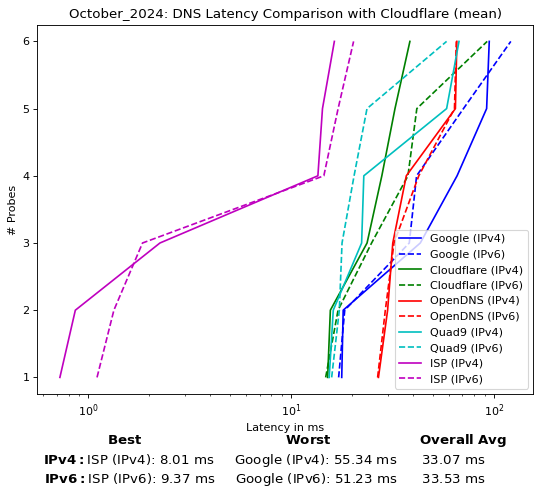 October_2024: DNS Latency Comparison with Cloudflare (mean)
6
5
4
3
2
1
# Probes
Google (IPv4)
Google (IPv6)
Cloudflare (IPv4)
Cloudflare (IPv6)
OpenDNS (IPv4)
OpenDNS (IPv6)
Quad9 (IPv4)
Quad9 (IPv6)
ISP (IPv4)
ISP (IPv6)
10⁰ 10¹ 10²
Latency in ms
Best Worst Overall Avg
IPv4: ISP (IPv4): 8.01 ms Google (IPv4): 55.34 ms 33.07 ms
IPv6: ISP (IPv6): 9.37 ms Google (IPv6): 51.23 ms 33.53 ms